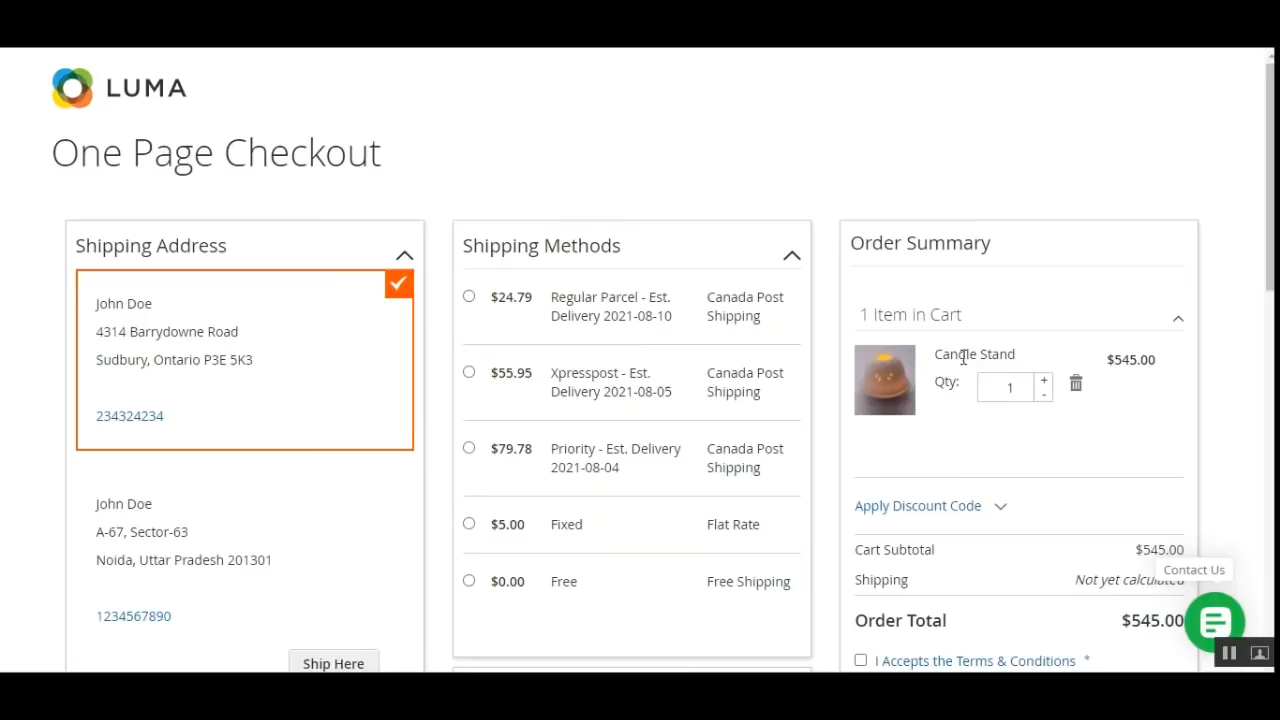 LUMA
One Page Checkout
Shipping Address
John Doe
4314 Barrydowne Road
Sudbury, Ontario P3E 5K3
234324234
John Doe
A-67, Sector-63
Noida, Uttar Pradesh 201301
1234567890
Ship Here
Shipping Methods
$24.79 Regular Parcel - Est. Canada Post
Delivery 2021-08-10 Shipping
$55.95 Xpresspost - Est. Canada Post
Delivery 2021-08-05 Shipping
$79.78 Priority - Est. Delivery Canada Post
2021-08-04 Shipping
$5.00 Fixed Flat Rate
$0.00 Free Free Shipping
Order Summary
1 Item in Cart
Candle Stand $545.00
Qty: 1 + -
Apply Discount Code
Cart Subtotal $545.00
Contact Us
Shipping Not yet calculated
Order Total $545.00
I Accepts the Terms & Conditions *